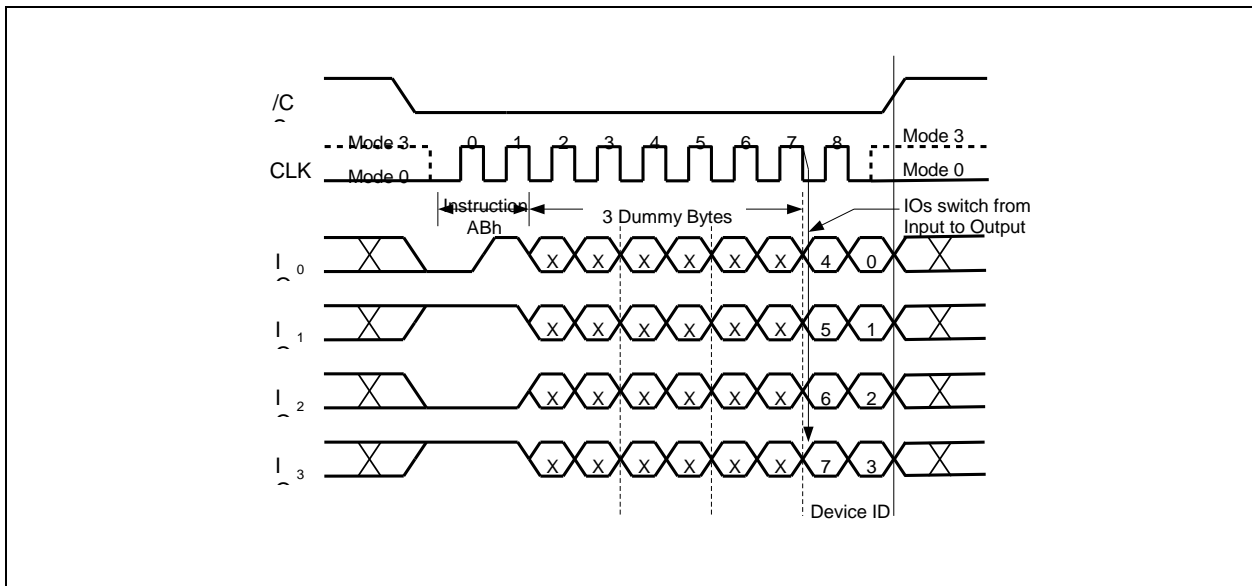 /C
Mode 3 0 1 2 3 4 5 6 7 8 Mode 3
CLK Mode 0 Mode 0
Instruction
ABh
3 Dummy Bytes
IOs switch from
Input to Output
I 0 X X X X X X 4 0
I 1 X X X X X X 5 1
I 2 X X X X X X 6 2
I 3 X X X X X X 7 3
Device ID